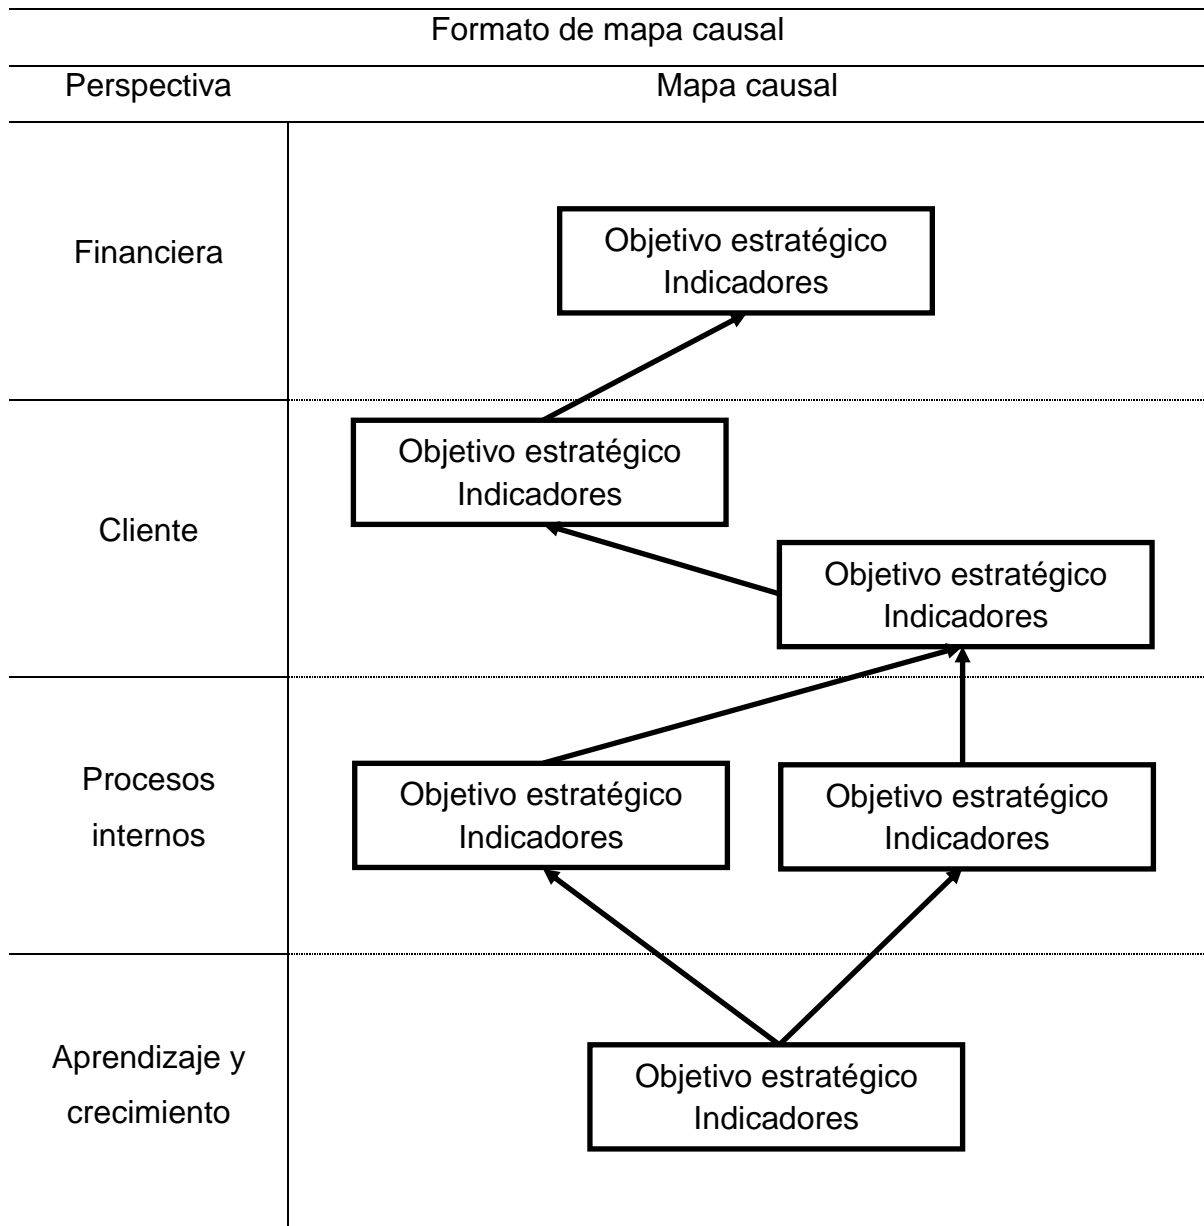 Formato de mapa causal
Perspectiva
Mapa causal
Financiera
Objetivo estratégico
Indicadores
Cliente
Objetivo estratégico
Indicadores
Objetivo estratégico
Indicadores
Procesos
internos
Objetivo estratégico
Indicadores
Objetivo estratégico
Indicadores
Aprendizaje y
crecimiento
Objetivo estratégico
Indicadores